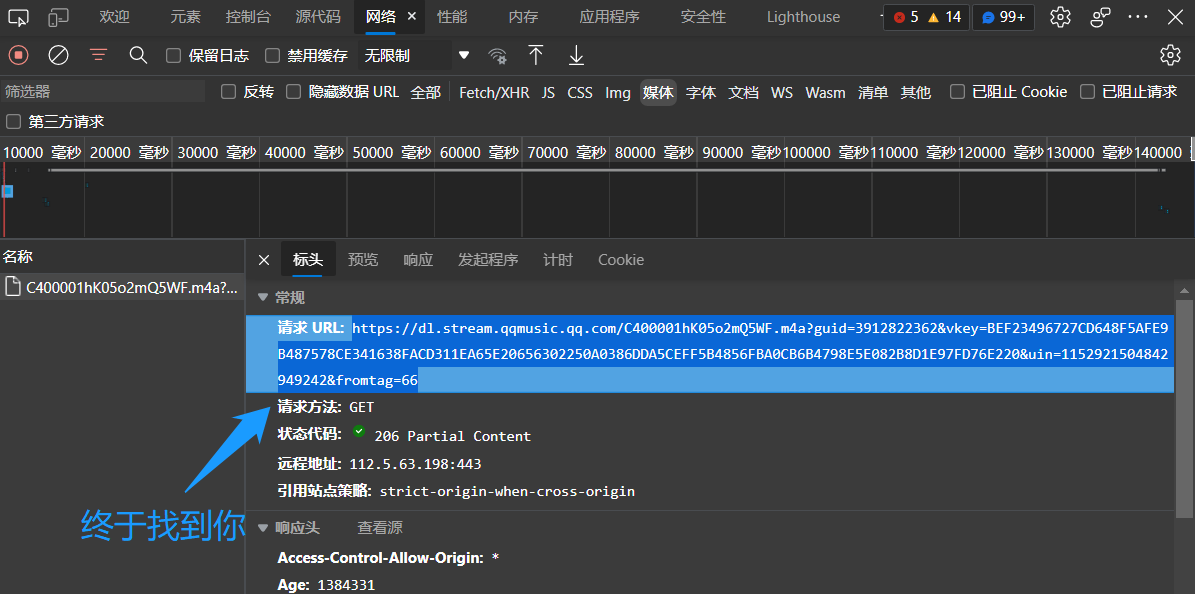 欢迎 元素 控制台 源代码 网络 性能 内存 应用程序 安全性 Lighthouse 5 14 99+
保留日志 禁用缓存 无限制
筛选器 反转 隐藏数据 URL 全部 Fetch/XHR JS CSS Img 媒体 字体 文档 WS Wasm 清单 其他 已阻止 Cookie 已阻止请求
第三方请求
10000 毫秒 20000 毫秒 30000 毫秒 40000 毫秒 50000 毫秒 60000 毫秒 70000 毫秒 80000 毫秒 90000 毫秒 100000 毫秒 110000 毫秒 120000 毫秒 130000 毫秒 140000
名称 标头 预览 响应 发起程序 计时 Cookie
C400001hK05o2mQ5WF.m4a?...
常规
请求 URL: https://dl.stream.qqmusic.qq.com/C400001hK05o2mQ5WF.m4a?guid=3912822362&vkey=BEF23496727CD648F5AFE9
B487578CE341638FACD311EA65E20656302250A0386DDA5CEFF5B4856FBA0CB6B4798E5E082B8D1E97FD76E220&uin=1152921504842
949242&fromtag=66
请求方法: GET
状态代码: 206 Partial Content
远程地址: 112.5.63.198:443
引用站点策略: strict-origin-when-cross-origin
终于找到你
响应头 查看源
Access-Control-Allow-Origin: *
Age: 1384331